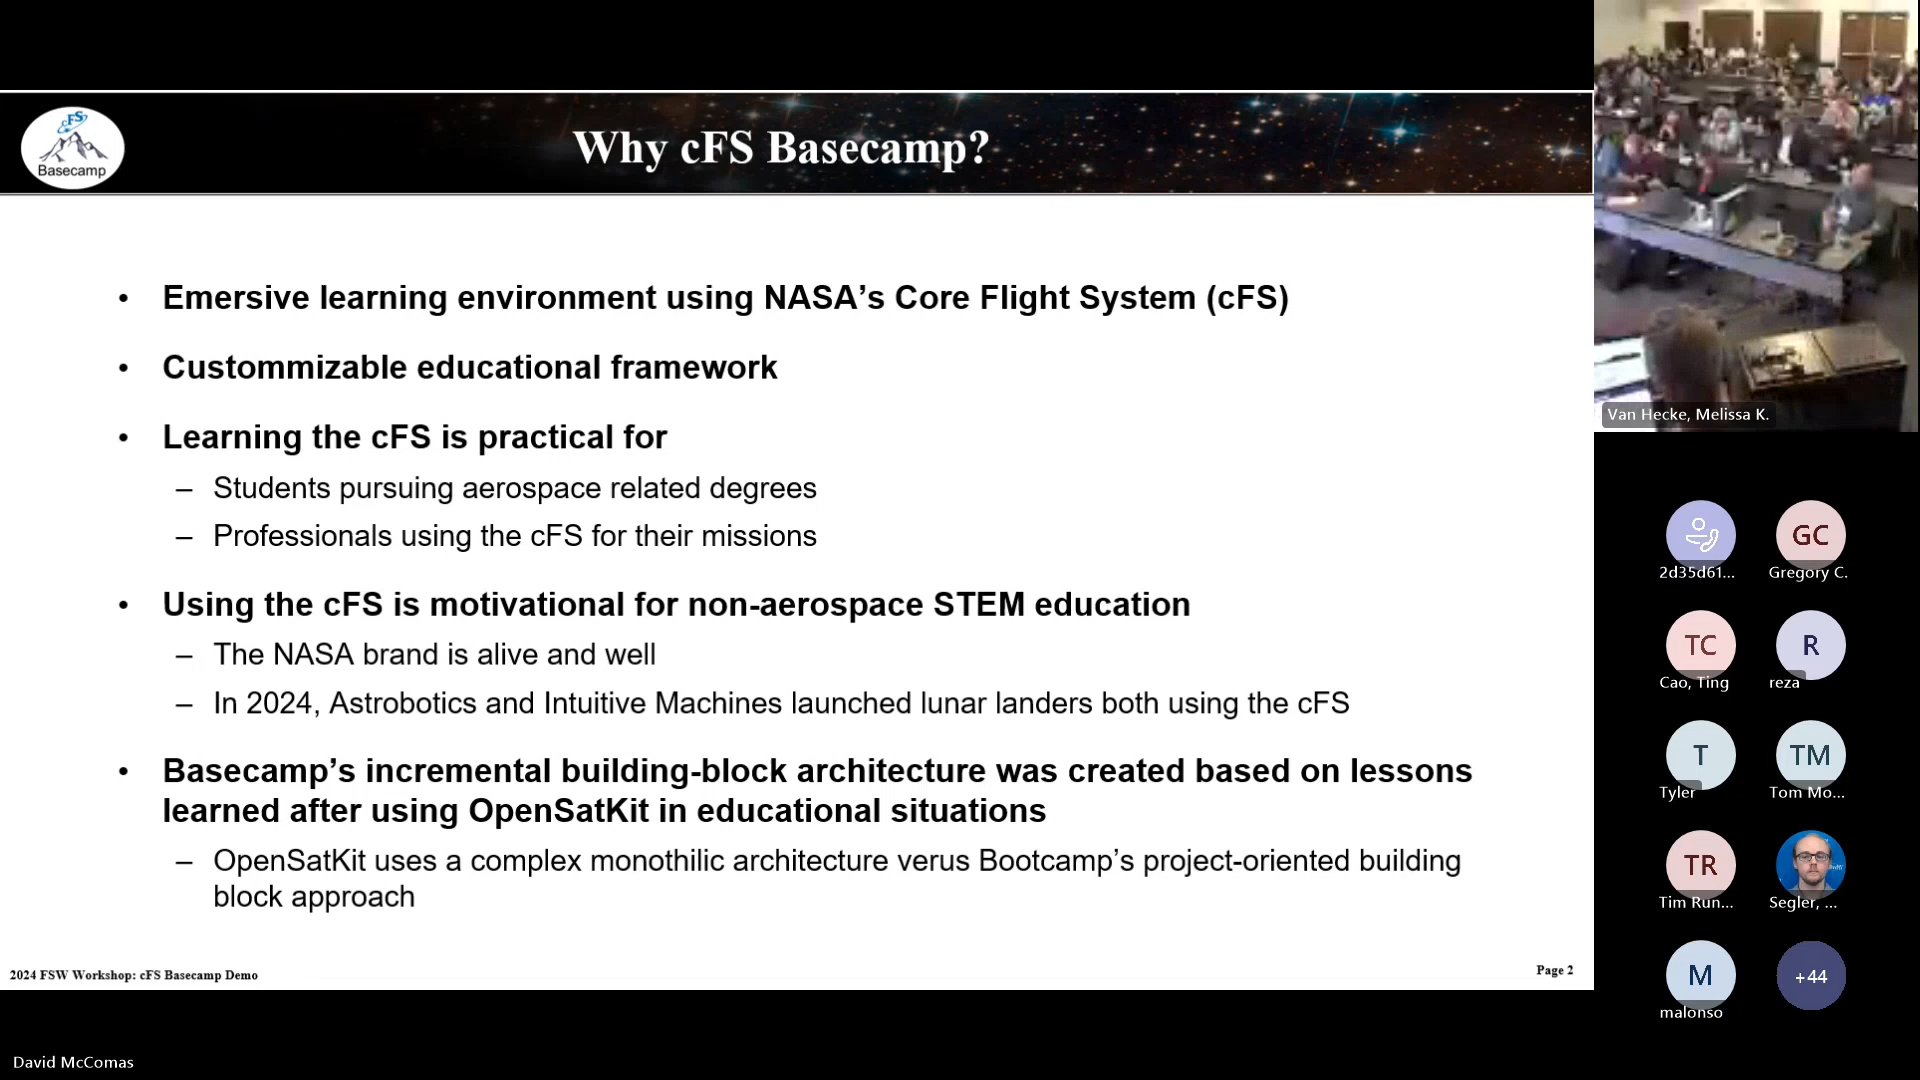 cFS
Basecamp
Why cFS Basecamp?
• Emersive learning environment using NASA’s Core Flight System (cFS)
• Custommizable educational framework
• Learning the cFS is practical for
– Students pursuing aerospace related degrees
– Professionals using the cFS for their missions
• Using the cFS is motivational for non-aerospace STEM education
– The NASA brand is alive and well
– In 2024, Astrobotics and Intuitive Machines launched lunar landers both using the cFS
• Basecamp’s incremental building-block architecture was created based on lessons
learned after using OpenSatKit in educational situations
– OpenSatKit uses a complex monothilic architecture verus Bootcamp’s project-oriented building
block approach
2024 FSW Workshop: cFS Basecamp Demo
Page 2
David McComas
Van Hecke, Melissa K.
2d35d61...
GC
Gregory C.
TC
Cao, Ting
R
reza
T
Tyler
TM
Tom Mo...
TR
Tim Run...
Segler, ...
M
malonso
+44